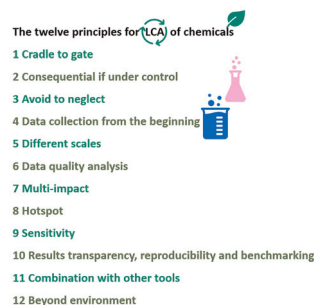 The twelve principles for (LCA) of chemicals
1 Cradle to gate
2 Consequential if under control
3 Avoid to neglect
4 Data collection from the beginning
5 Different scales
6 Data quality analysis
7 Multi-impact
8 Hotspot
9 Sensitivity
10 Results transparency, reproducibility and benchmarking
11 Combination with other tools
12 Beyond environment